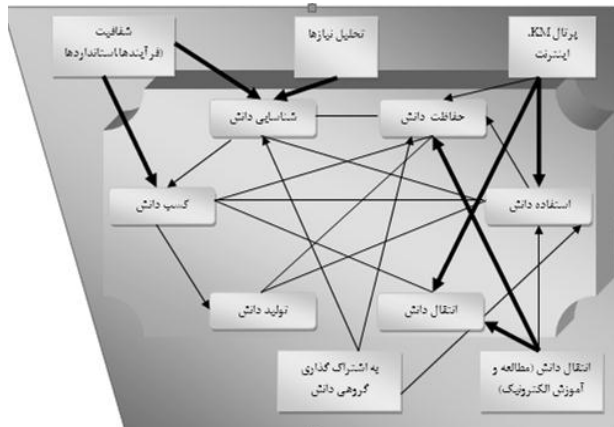 شفافیت
(فرآیندها،استانداردها
تحلیل نیازها
پرتال KM،
اینترنت
شناسایی دانش
حفاظت دانش
کسب دانش
استفاده دانش
تولید دانش
انتقال دانش
به اشتراک گذاری
گروهی دانش
انتقال دانش (مطالعه و
آموزش الکترونیک)